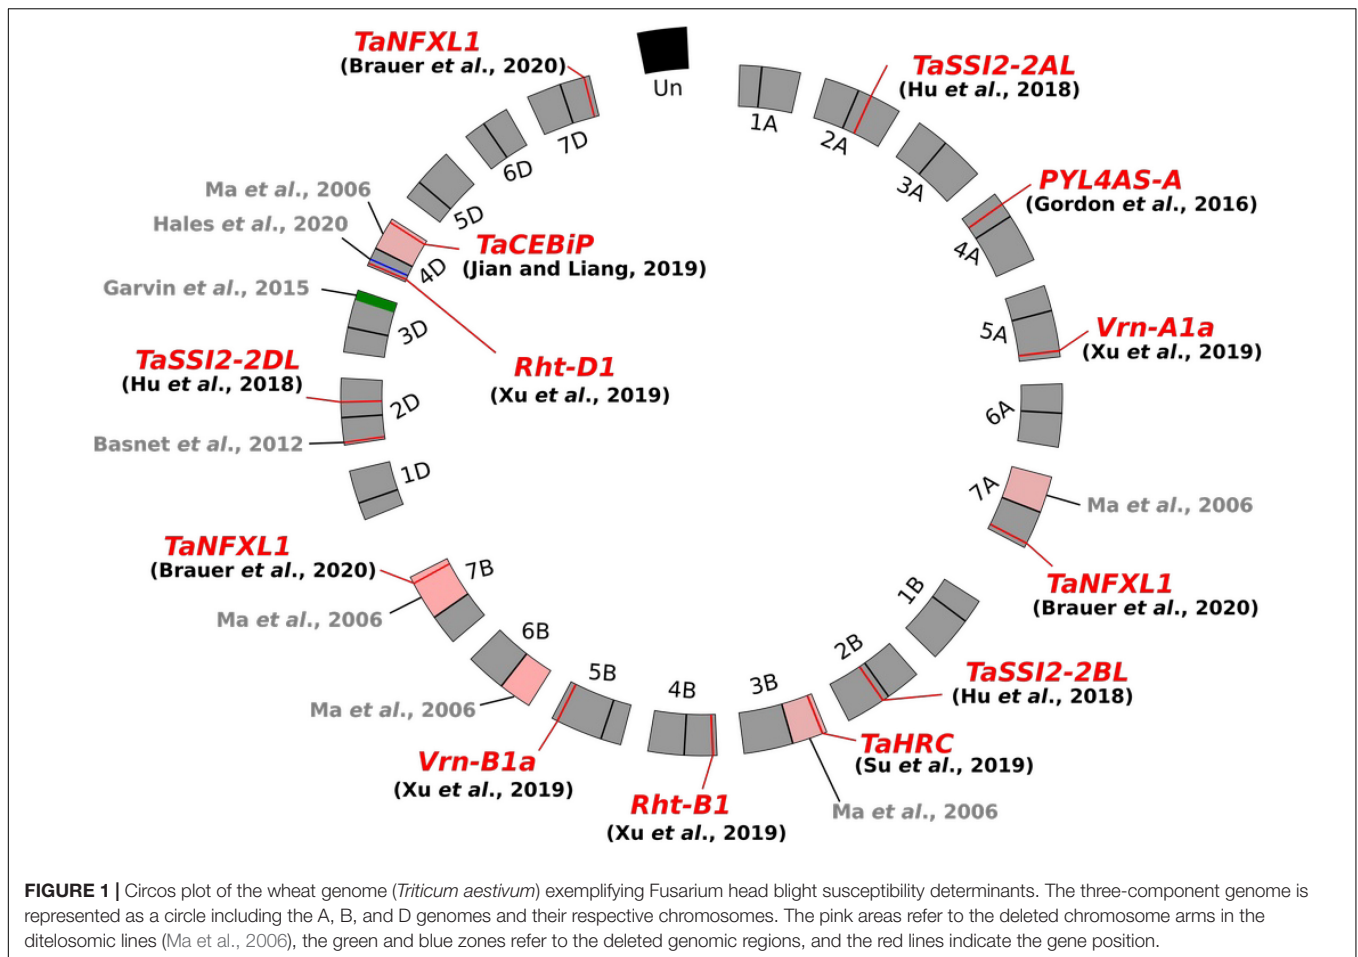 TaNFXL1
(Brauer et al., 2020)
Un
1A
2A
TaSSI2-2AL
(Hu et al., 2018)
3A
PYL4AS-A
(Gordon et al., 2016)
4A
5A
Vrn-A1a
(Xu et al., 2019)
6A
7A
Ma et al., 2006
TaNFXL1
(Brauer et al., 2020)
1B
2B
TaSSI2-2BL
(Hu et al., 2018)
3B
TaHRC
(Su et al., 2019)
Ma et al., 2006
4B
Rht-B1
(Xu et al., 2019)
5B
Vrn-B1a
(Xu et al., 2019)
6B
Ma et al., 2006
7B
TaNFXL1
(Brauer et al., 2020)
Ma et al., 2006
1D
2D
TaSSI2-2DL
(Hu et al., 2018)
Basnet et al., 2012
3D
Garvin et al., 2015
4D
Ma et al., 2006
Hales et al., 2020
TaCEBiP
(Jian and Liang, 2019)
Rht-D1
(Xu et al., 2019)
5D
6D
7D
FIGURE 1 | Circos plot of the wheat genome (Triticum aestivum) exemplifying Fusarium head blight susceptibility determinants. The three-component genome is
represented as a circle including the A, B, and D genomes and their respective chromosomes. The pink areas refer to the deleted chromosome arms in the
ditelosomic lines (Ma et al., 2006), the green and blue zones refer to the deleted genomic regions, and the red lines indicate the gene position.